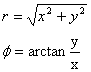 r = √(x² + y²)
ϕ = arctan y/x